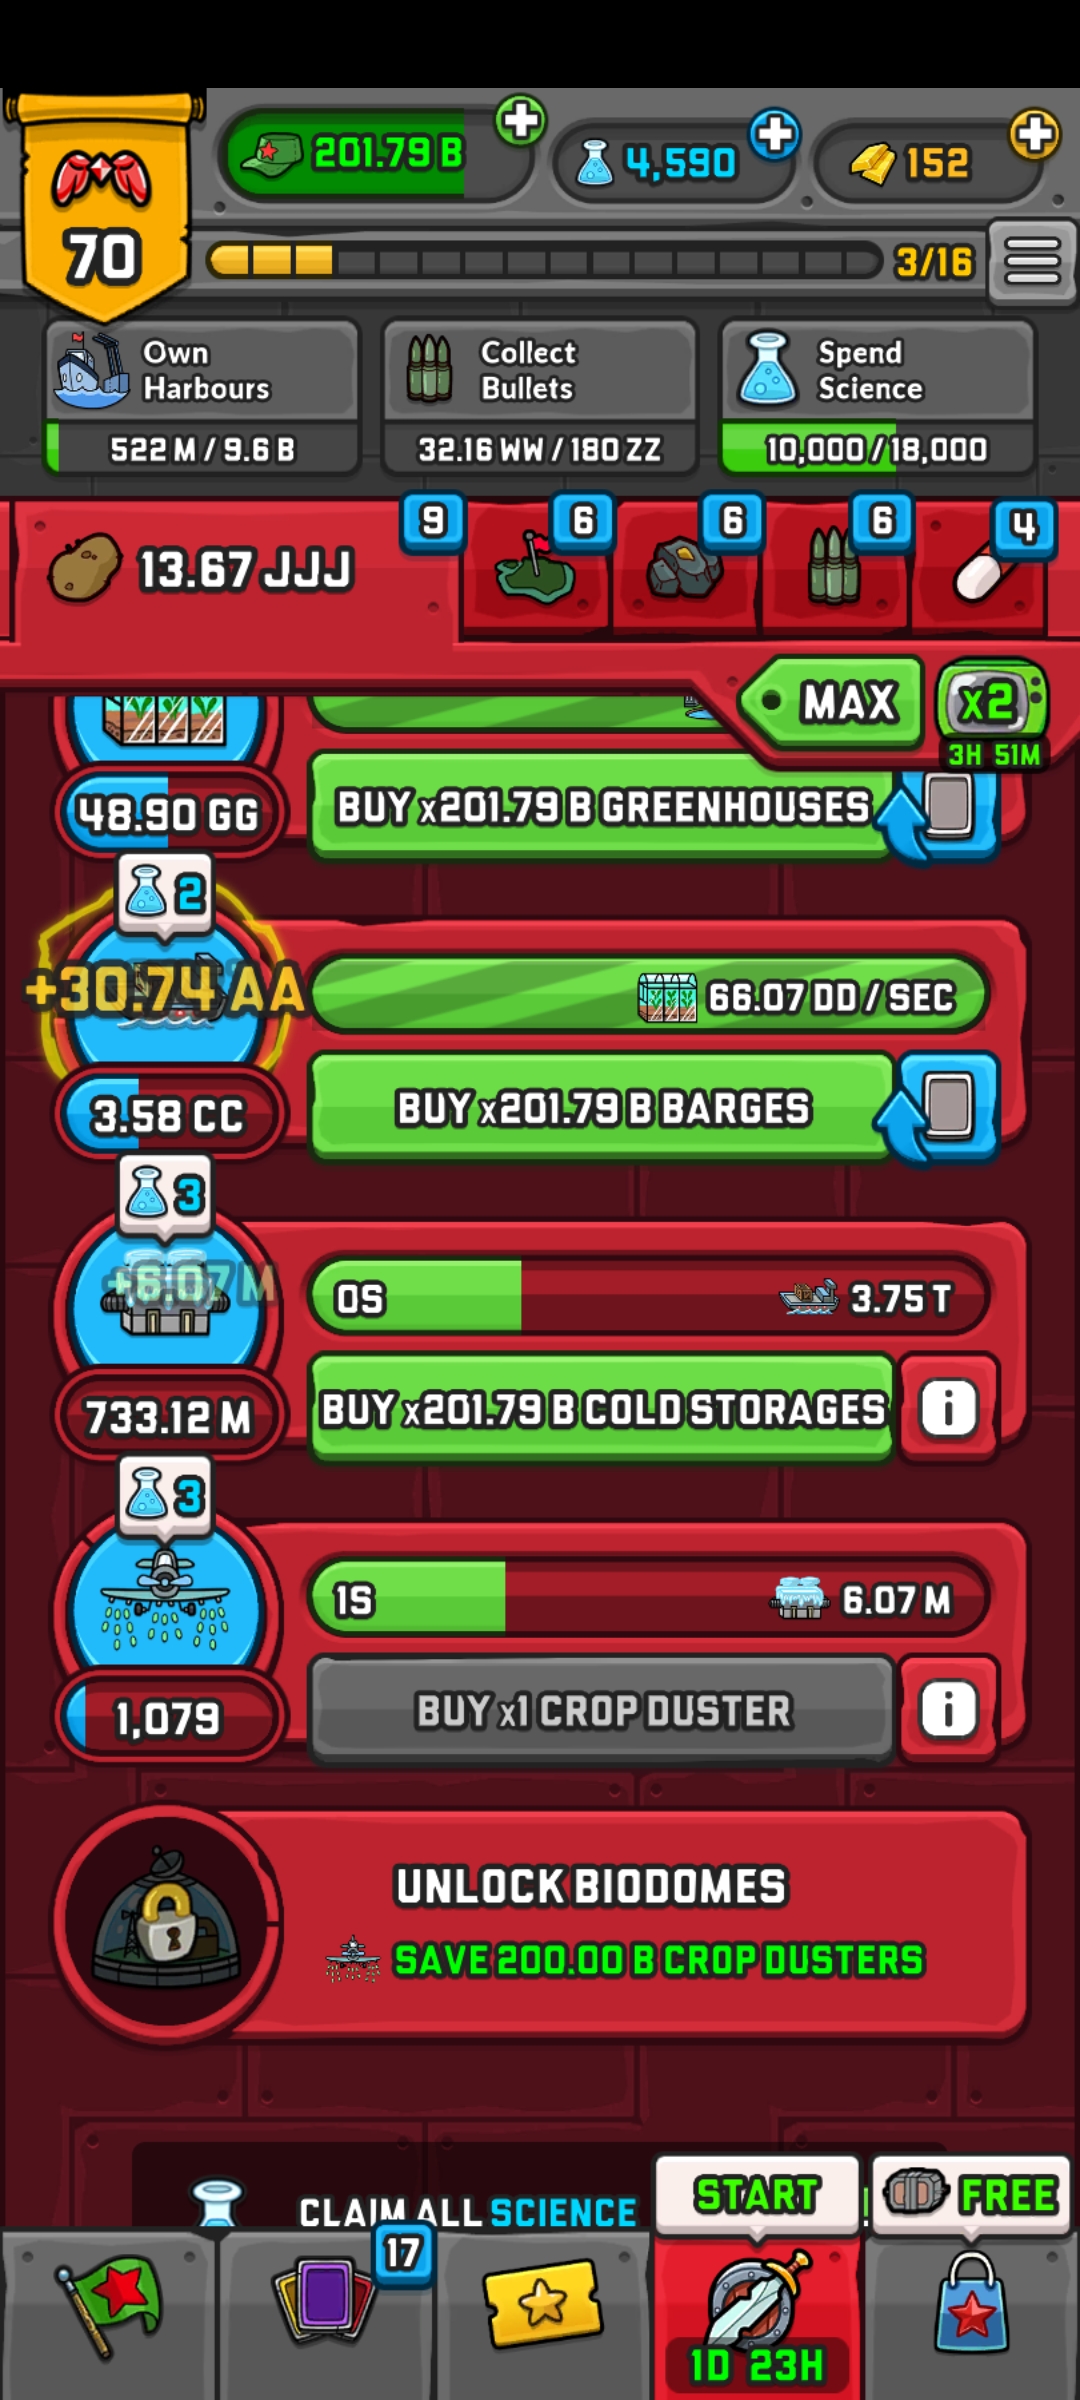 70
201.79 B
4,590
152
3/16
Own
Harbours
522 M / 9.6 B
Collect
Bullets
32.16 WW / 180 ZZ
Spend
Science
10,000 / 18,000
13.67 JJJ
9
6
6
6
4
MAX
x2
3H 51M
48.90 GG
BUY x201.79 B GREENHOUSES
2
+30.74 AA
66.07 DD / SEC
3.58 CC
BUY x201.79 B BARGES
3
+6.07 M
0S
3.75 T
733.12 M
BUY x201.79 B COLD STORAGES
i
3
1S
6.07 M
1,079
BUY x1 CROP DUSTER
i
UNLOCK BIODOMES
SAVE 200.00 B CROP DUSTERS
CLAIM ALL SCIENCE
START
FREE
17
1D 23H